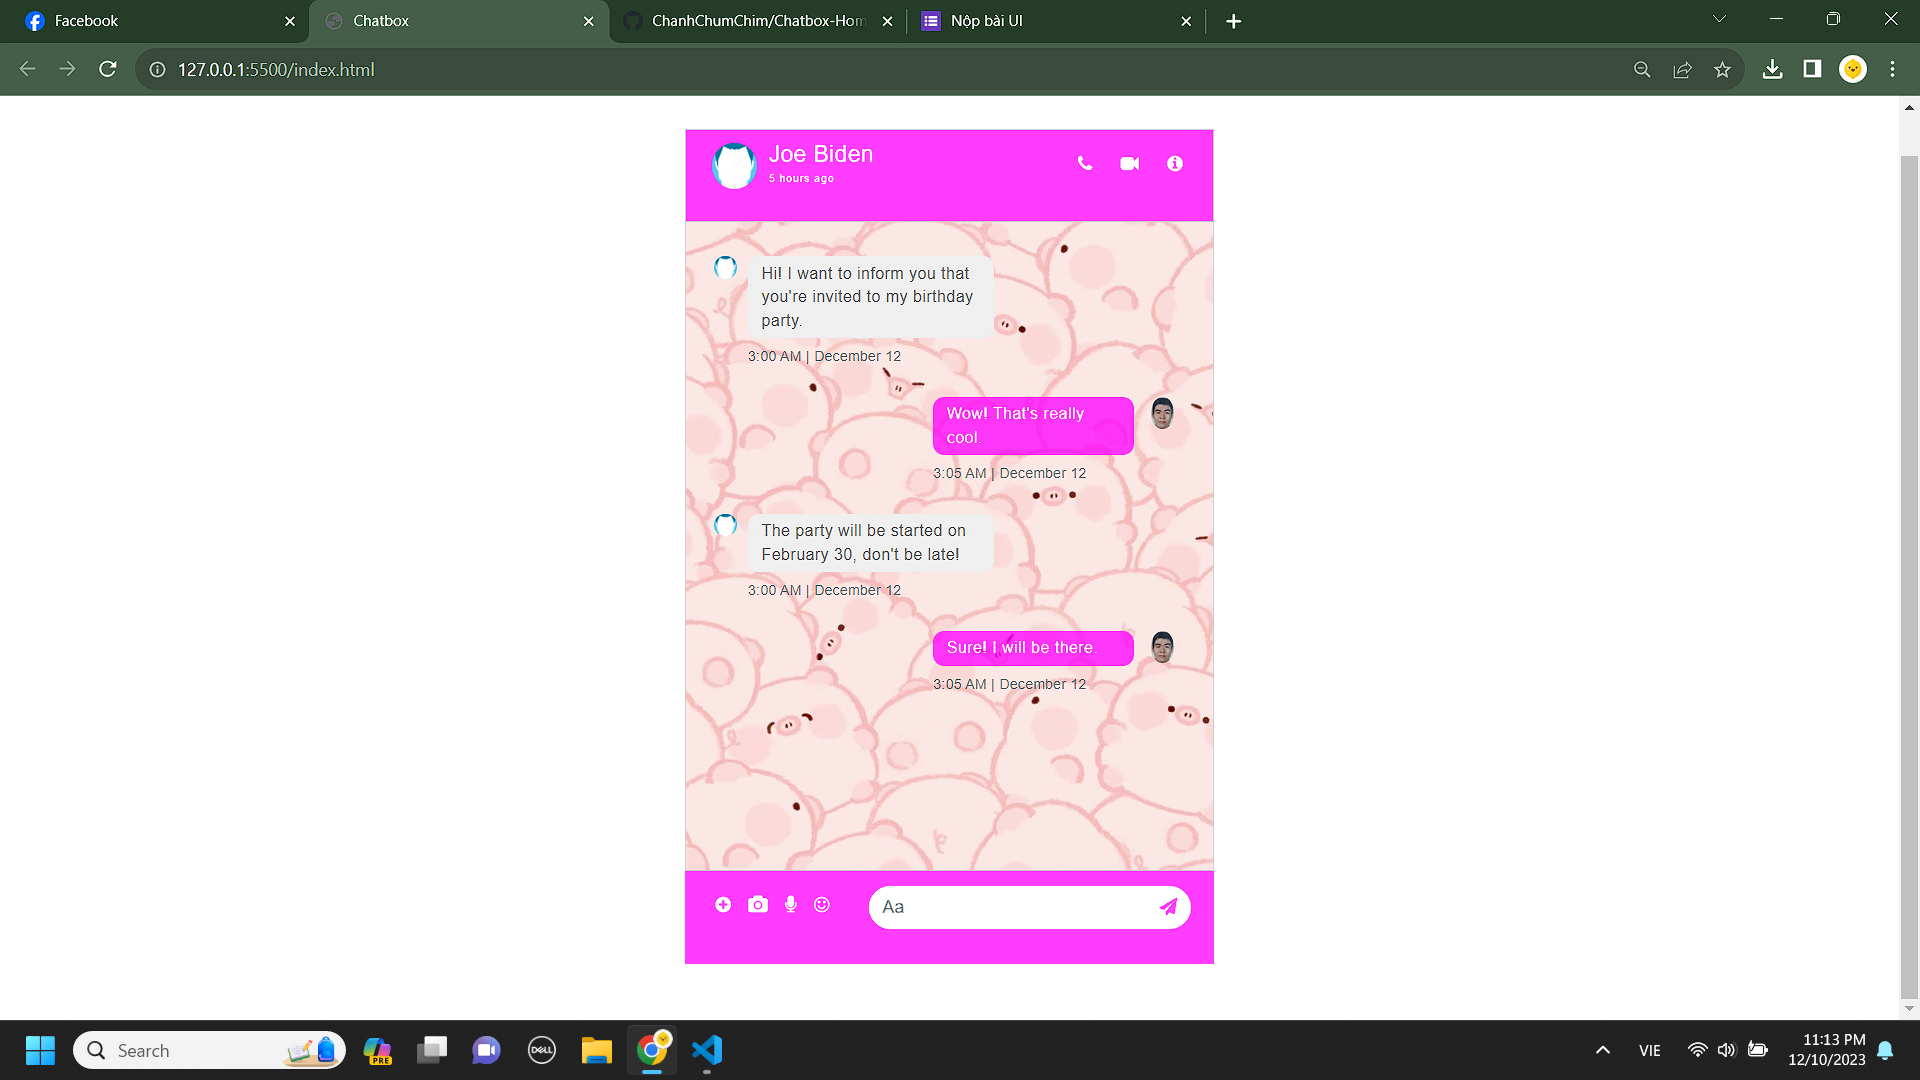 Facebook
Chatbox
ChanhChumChim/Chatbox-Hom
Nộp bài UI
127.0.0.1:5500/index.html
Joe Biden
5 hours ago
Hi! I want to inform you that
you're invited to my birthday
party.
3:00 AM | December 12
Wow! That's really
cool.
3:05 AM | December 12
The party will be started on
February 30, don't be late!
3:00 AM | December 12
Sure! I will be there.
3:05 AM | December 12
Aa
Search
PRE
DELL
VIE
11:13 PM
12/10/2023